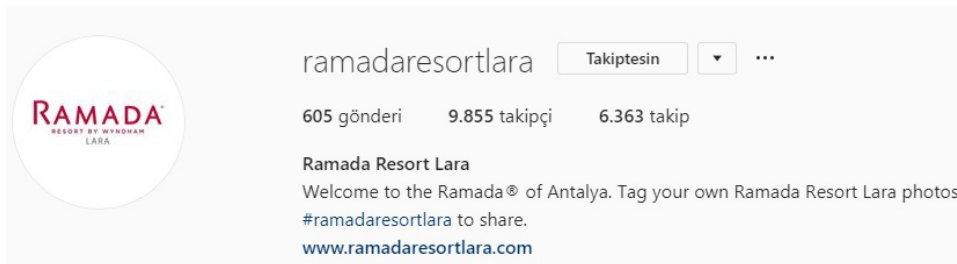 RAMADA
RESORT BY WYNDHAM
LARA
ramadaresortlara Takiptesin
605 gönderi 9.855 takipçi 6.363 takip
Ramada Resort Lara
Welcome to the Ramada® of Antalya. Tag your own Ramada Resort Lara photos
#ramadaresortlara to share.
www.ramadaresortlara.com